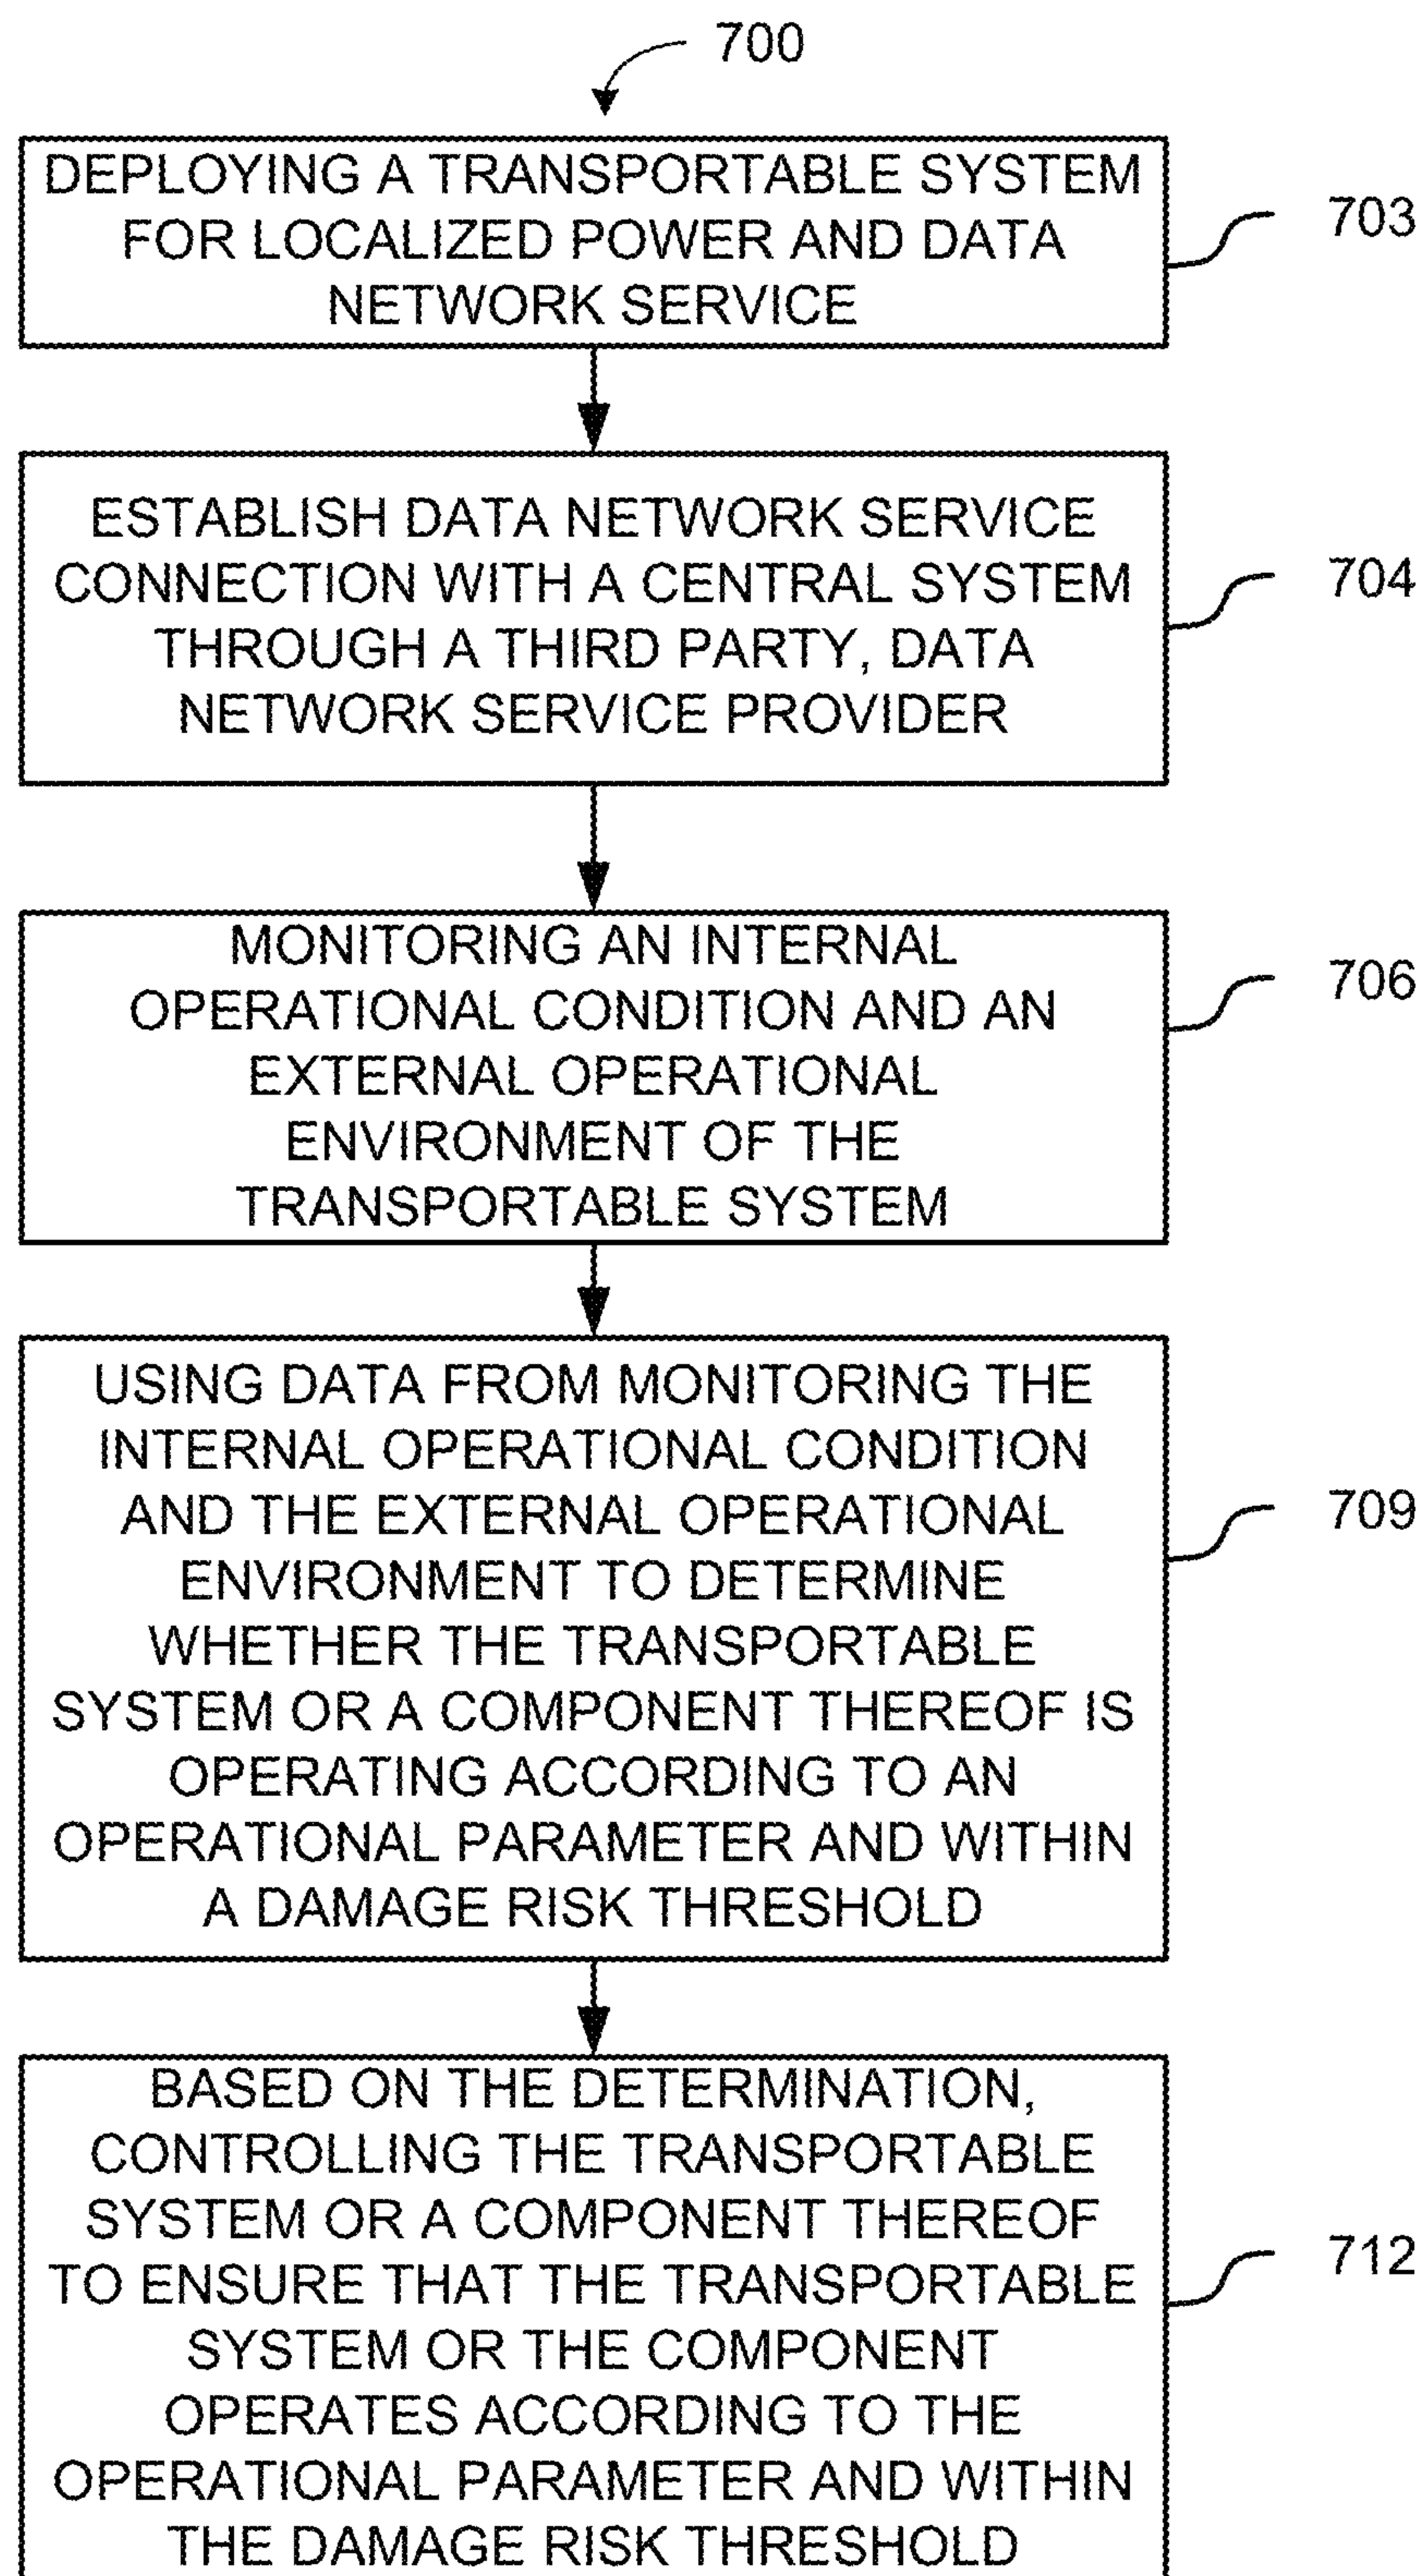 700
DEPLOYING A TRANSPORTABLE SYSTEM
FOR LOCALIZED POWER AND DATA
NETWORK SERVICE
703
ESTABLISH DATA NETWORK SERVICE
CONNECTION WITH A CENTRAL SYSTEM
THROUGH A THIRD PARTY, DATA
NETWORK SERVICE PROVIDER
704
MONITORING AN INTERNAL
OPERATIONAL CONDITION AND AN
EXTERNAL OPERATIONAL
ENVIRONMENT OF THE
TRANSPORTABLE SYSTEM
706
USING DATA FROM MONITORING THE
INTERNAL OPERATIONAL CONDITION
AND THE EXTERNAL OPERATIONAL
ENVIRONMENT TO DETERMINE
WHETHER THE TRANSPORTABLE
SYSTEM OR A COMPONENT THEREOF IS
OPERATING ACCORDING TO AN
OPERATIONAL PARAMETER AND WITHIN
A DAMAGE RISK THRESHOLD
709
BASED ON THE DETERMINATION,
CONTROLLING THE TRANSPORTABLE
SYSTEM OR A COMPONENT THEREOF
TO ENSURE THAT THE TRANSPORTABLE
SYSTEM OR THE COMPONENT
OPERATES ACCORDING TO THE
OPERATIONAL PARAMETER AND WITHIN
THE DAMAGE RISK THRESHOLD
712